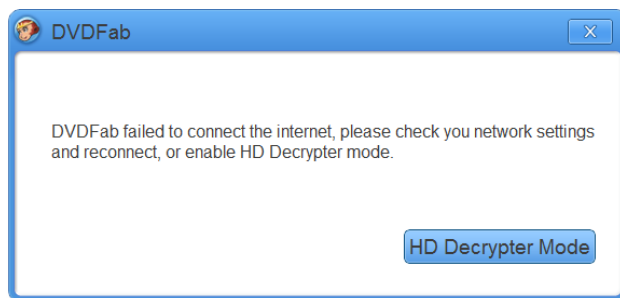 DVDFab
X
DVDFab failed to connect the internet, please check you network settings
and reconnect, or enable HD Decrypter mode.
HD Decrypter Mode